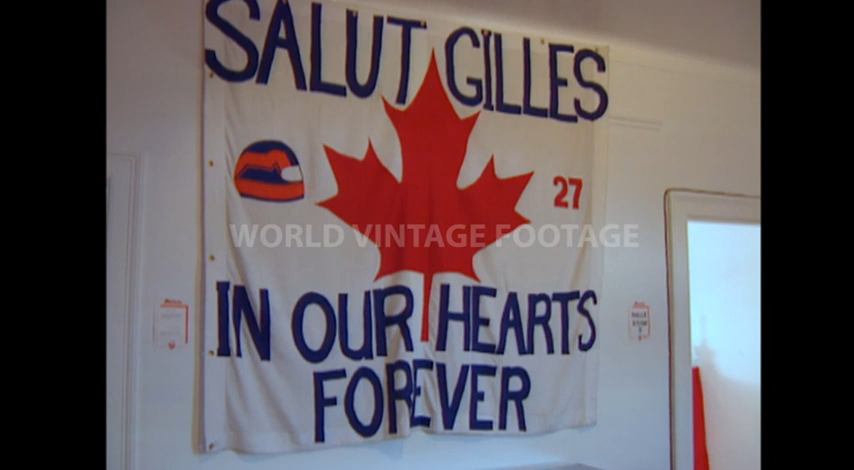 SALUT GILLES
27
WORLD VINTAGE FOOTAGE
IN OUR HEARTS
FOREVER